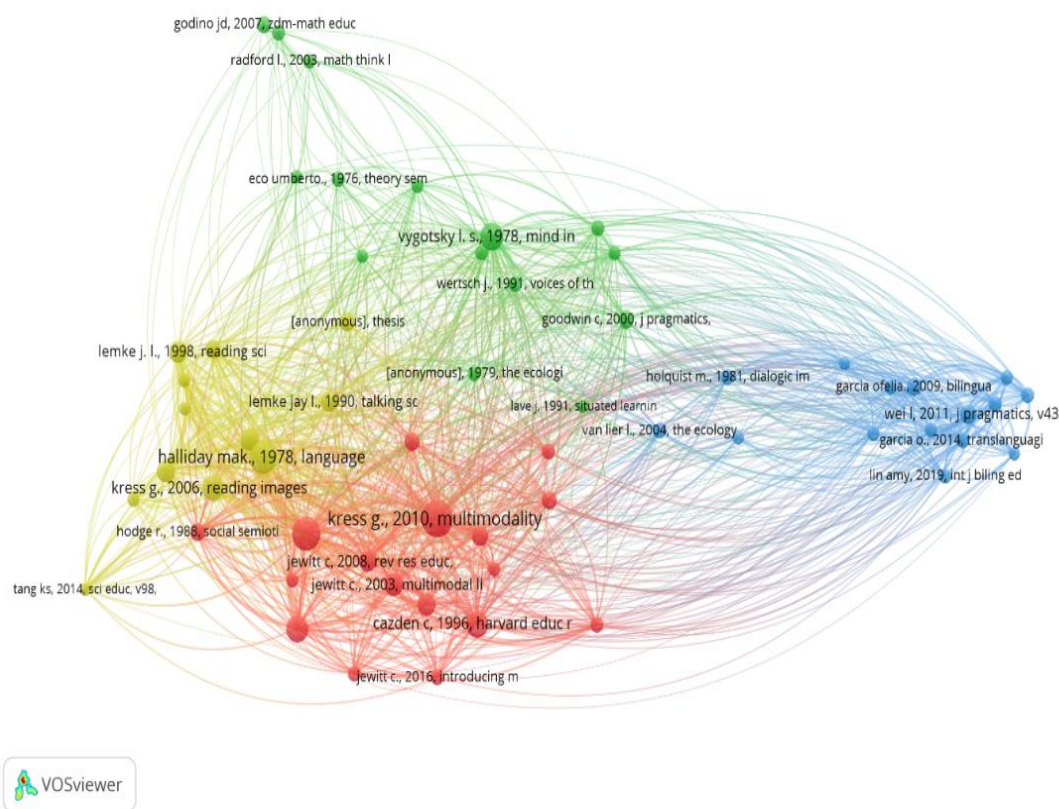 godino jd, 2007, zdm-math educ
radford l., 2003, math think l
eco umberto., 1976, theory sem
vygotsky l. s., 1978, mind in
wertsch j., 1991, voices of th
[anonymous], thesis
goodwin c, 2000, j pragmatics,
lemke j. l., 1998, reading sci
[anonymous], 1979, the ecologi
holquist m., 1981, dialogic im
garcia ofelia., 2009, bilingua
lemke jay l., 1990, talking sc
lave j, 1991, situated learnin
wei l, 2011, j pragmatics, v43
van lier l., 2004, the ecology
garcia o., 2014, translanguagi
halliday mak., 1978, language
lin amy, 2019, int j biling ed
kress g., 2006, reading images
kress g., 2010, multimodality
hodge r., 1988, social semioti
jewitt c, 2008, rev res educ,
jewitt c., 2003, multimodal li
tang ks, 2014, sci educ, v98,
cazden c, 1996, harvard educ r
jewitt c., 2016, introducing m
VOSviewer